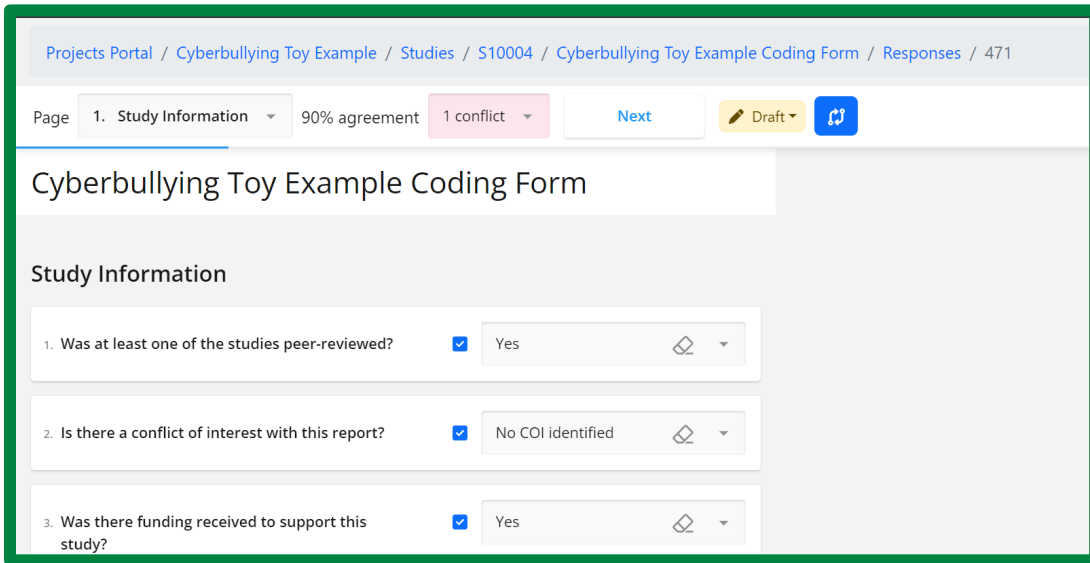 Projects Portal / Cyberbullying Toy Example / Studies / S10004 / Cyberbullying Toy Example Coding Form / Responses / 471
Page 1. Study Information 90% agreement 1 conflict Next Draft
Cyberbullying Toy Example Coding Form
Study Information
1. Was at least one of the studies peer-reviewed? Yes
2. Is there a conflict of interest with this report? No COI identified
3. Was there funding received to support this Yes
study?